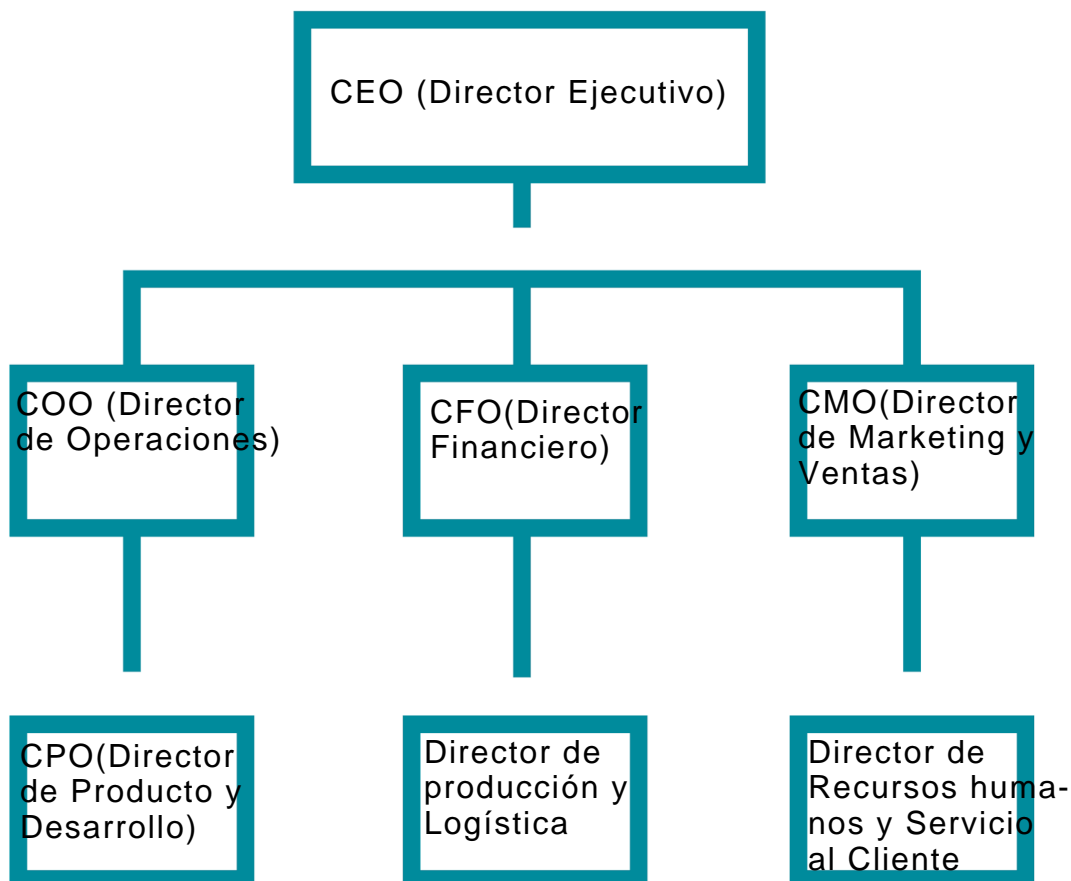 CEO (Director Ejecutivo)
COO (Director
de Operaciones)
CFO(Director
Financiero)
CMO(Director
de Marketing y
Ventas)
CPO(Director
de Producto y
Desarrollo)
Director de
producción y
Logística
Director de
Recursos huma-
nos y Servicio
al Cliente